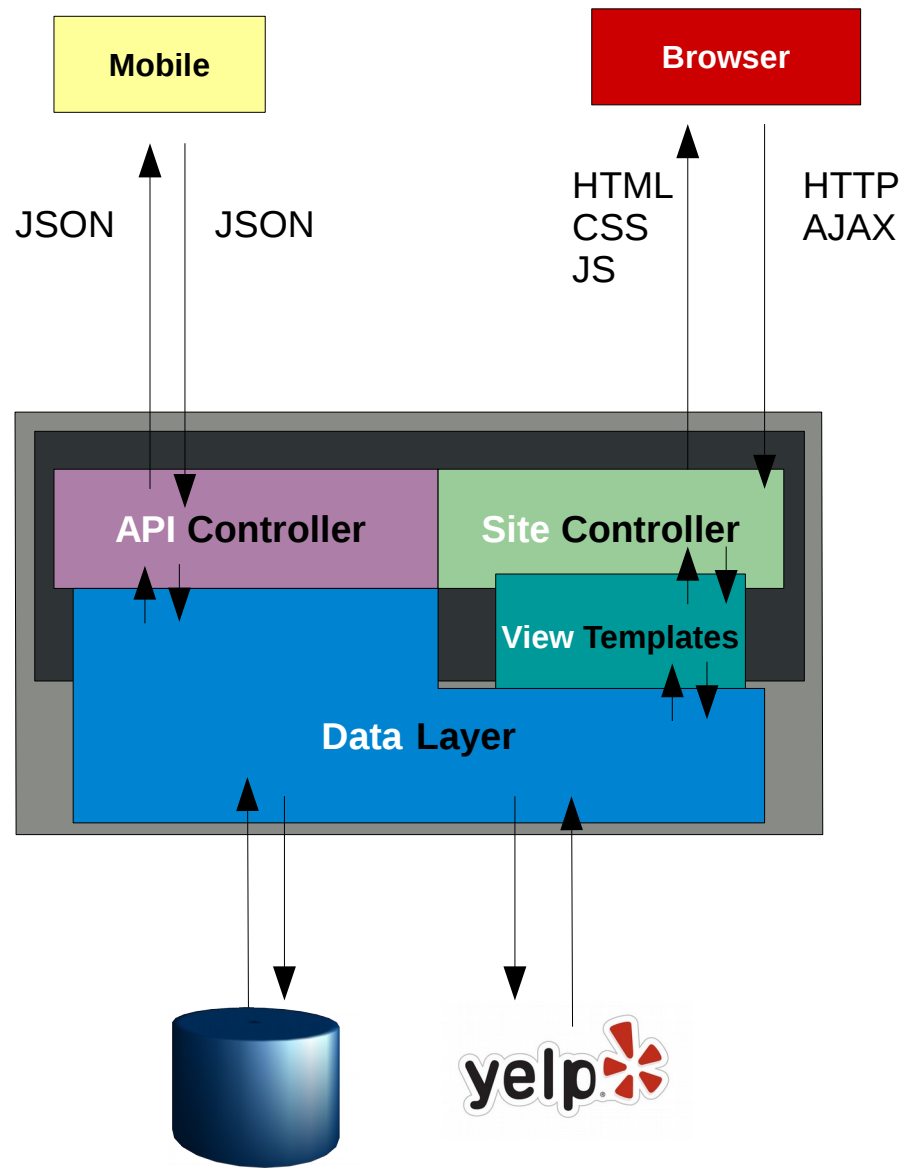 Mobile
Browser
JSON
JSON
HTML
CSS
JS
HTTP
AJAX
API Controller
Site Controller
View Templates
Data Layer
yelp